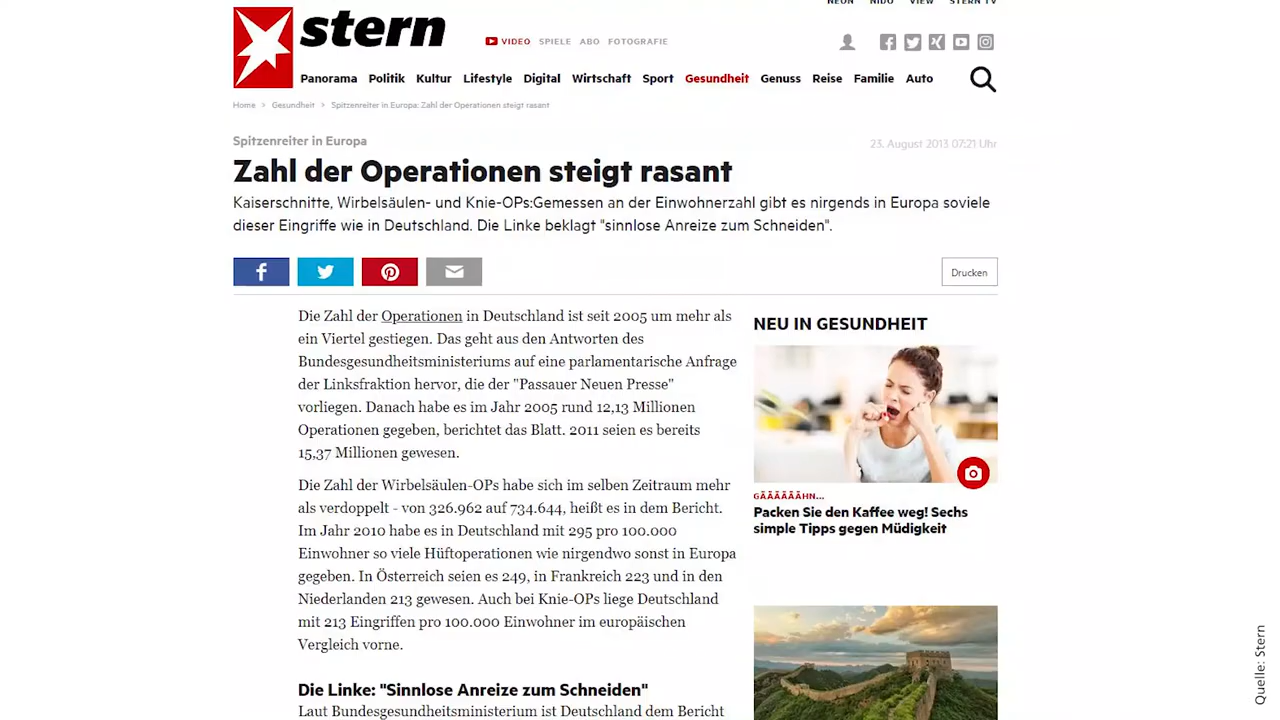 NEON NIDO VIEW STERN TV
stern
VIDEO SPIELE ABO FOTOGRAFIE
Panorama Politik Kultur Lifestyle Digital Wirtschaft Sport Gesundheit Genuss Reise Familie Auto
Home > Gesundheit > Spitzenreiter in Europa: Zahl der Operationen steigt rasant
Spitzenreiter in Europa
23. August 2013 07:21 Uhr
Zahl der Operationen steigt rasant
Kaiserschnitte, Wirbelsäulen- und Knie-OPs:Gemessen an der Einwohnerzahl gibt es nirgends in Europa soviele
dieser Eingriffe wie in Deutschland. Die Linke beklagt "sinnlose Anreize zum Schneiden".
Drucken
Die Zahl der Operationen in Deutschland ist seit 2005 um mehr als
ein Viertel gestiegen. Das geht aus den Antworten des
Bundesgesundheitsministeriums auf eine parlamentarische Anfrage
der Linksfraktion hervor, die der "Passauer Neuen Presse"
vorliegen. Danach habe es im Jahr 2005 rund 12,13 Millionen
Operationen gegeben, berichtet das Blatt. 2011 seien es bereits
15,37 Millionen gewesen.
Die Zahl der Wirbelsäulen-OPs habe sich im selben Zeitraum mehr
als verdoppelt - von 326.962 auf 734.644, heißt es in dem Bericht.
Im Jahr 2010 habe es in Deutschland mit 295 pro 100.000
Einwohner so viele Hüftoperationen wie nirgendwo sonst in Europa
gegeben. In Österreich seien es 249, in Frankreich 223 und in den
Niederlanden 213 gewesen. Auch bei Knie-OPs liege Deutschland
mit 213 Eingriffen pro 100.000 Einwohner im europäischen
Vergleich vorne.
Die Linke: "Sinnlose Anreize zum Schneiden"
Laut Bundesgesundheitsministerium ist Deutschland dem Bericht
NEU IN GESUNDHEIT
GÄÄÄÄÄÄHN...
Packen Sie den Kaffee weg! Sechs
simple Tipps gegen Müdigkeit
Quelle: Stern